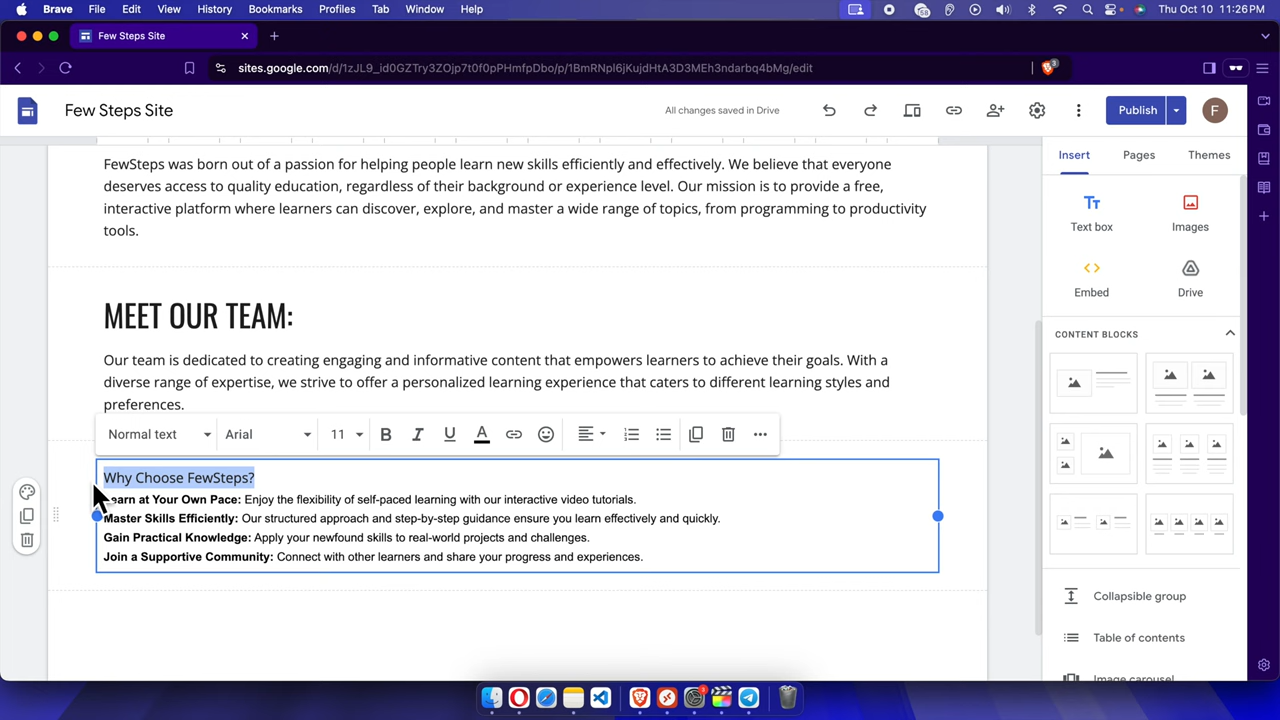 Brave File Edit View History Bookmarks Profiles Tab Window Help Thu Oct 10 11:26 PM
Few Steps Site
sites.google.com/d/1zJL9_id0GZTry3ZOjp7t0f0pPHmfpDbo/p/1BmRNpl6jKujdHtA3D3MEh3ndarbq4bMg/edit
3
Few Steps Site
All changes saved in Drive
Publish
F
Insert Pages Themes
FewSteps was born out of a passion for helping people learn new skills efficiently and effectively. We believe that everyone
deserves access to quality education, regardless of their background or experience level. Our mission is to provide a free,
interactive platform where learners can discover, explore, and master a wide range of topics, from programming to productivity
tools.
Text box Images
Embed Drive
MEET OUR TEAM:
CONTENT BLOCKS
Our team is dedicated to creating engaging and informative content that empowers learners to achieve their goals. With a
diverse range of expertise, we strive to offer a personalized learning experience that caters to different learning styles and
preferences.
Normal text Arial 11
Why Choose FewSteps?
Learn at Your Own Pace: Enjoy the flexibility of self-paced learning with our interactive video tutorials.
Master Skills Efficiently: Our structured approach and step-by-step guidance ensure you learn effectively and quickly.
Gain Practical Knowledge: Apply your newfound skills to real-world projects and challenges.
Join a Supportive Community: Connect with other learners and share your progress and experiences.
Collapsible group
Table of contents
Image carousel